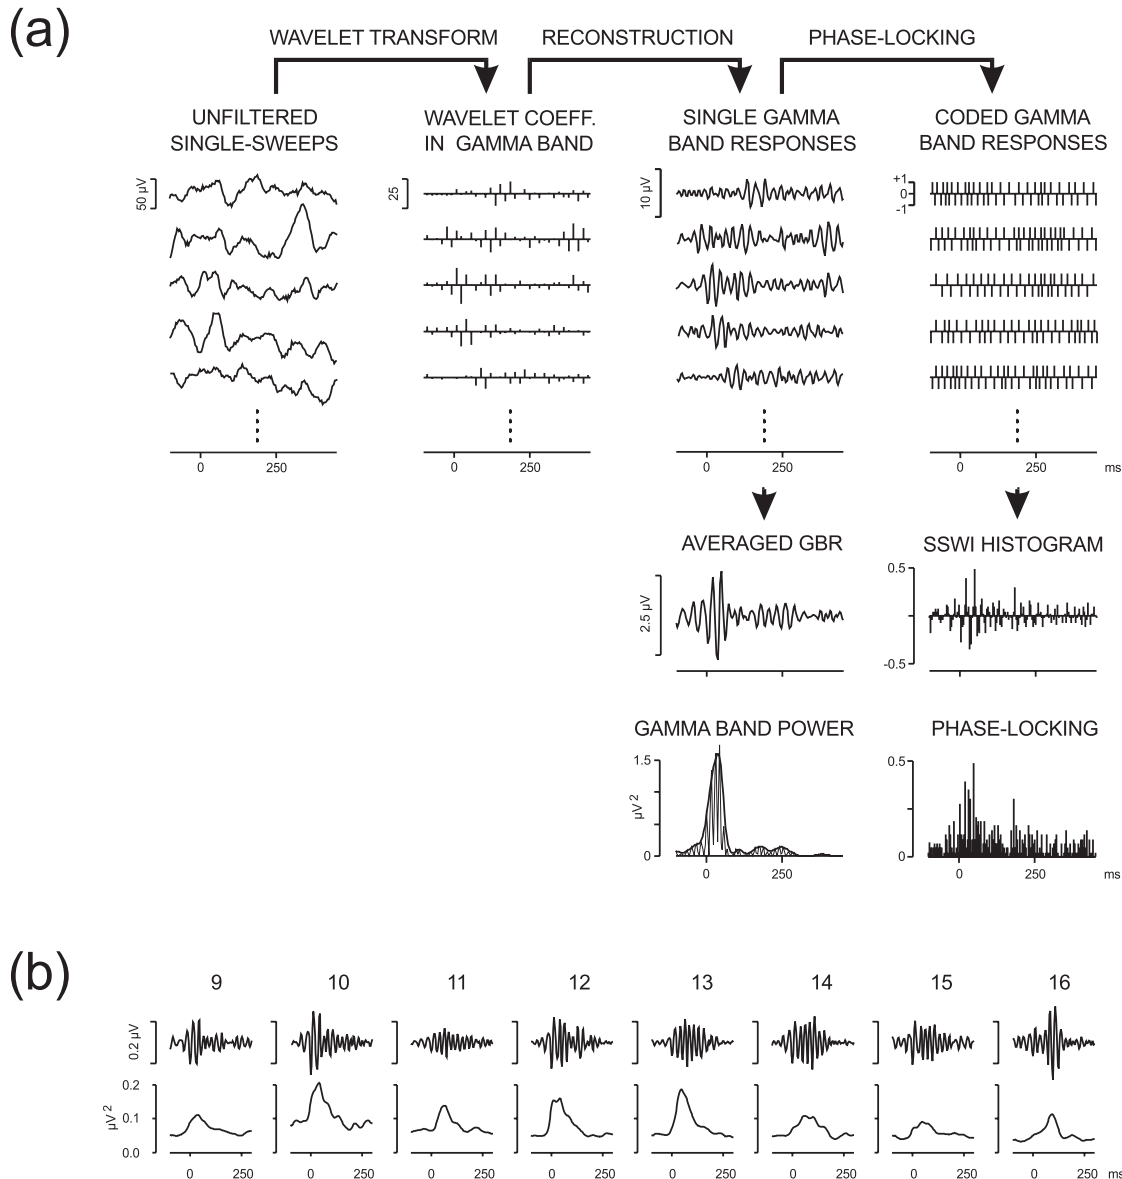 (a)
WAVELET TRANSFORM RECONSTRUCTION PHASE-LOCKING
UNFILTERED SINGLE-SWEEPS
WAVELET COEFF. IN GAMMA BAND
SINGLE GAMMA BAND RESPONSES
CODED GAMMA BAND RESPONSES
50 µV
25
10 µV
+1
0
-1
0 250
0 250
0 250
0 250 ms
AVERAGED GBR
2.5 µV
SSWI HISTOGRAM
0.5
-0.5
GAMMA BAND POWER
1.5
µV²
0
0 250
PHASE-LOCKING
0.5
0
0 250 ms
(b)
9 10 11 12 13 14 15 16
0.2 µV
0.2
µV² 0.1
0.0
0 250 0 250 0 250 0 250 0 250 0 250 0 250 0 250 ms